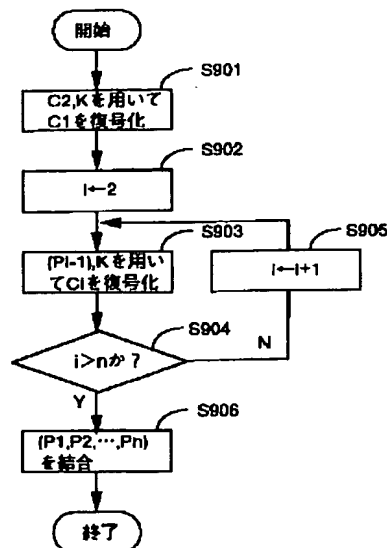 開始
S901
C2,Kを用いて
C1を復号化
S902
i←2
S903
S905
(Pi-1),Kを用い
てCiを復号化
i←i+1
S904
i>nか?
N
Y
S906
(P1,P2,…,Pn)
を結合
終了